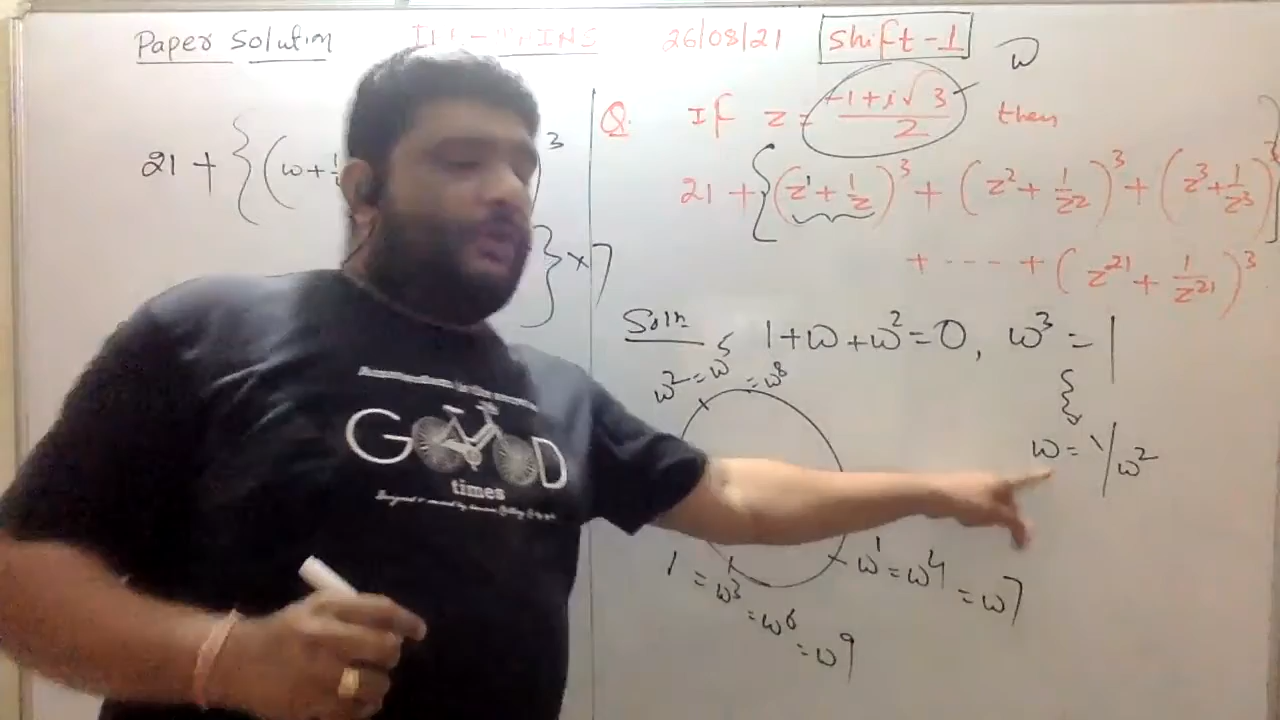 Paper Solution
26/08/21
Shift-1
21 + { (ω + 1
3
} × 7
Q. If z = -1 + i√3 / 2 then
ω
21 + { (z¹ + 1/z)³ + (z² + 1/z²)³ + (z³ + 1/z³)³
+ ---- + (z²¹ + 1/z²¹)³
Soln
1 + ω + ω² = 0, ω³ = 1
ω² = ω⁵ = ω⁸
ω = 1/ω²
1 = ω³ = ω⁶ = ω⁹
ω¹ = ω⁴ = ω⁷
GOOD
times